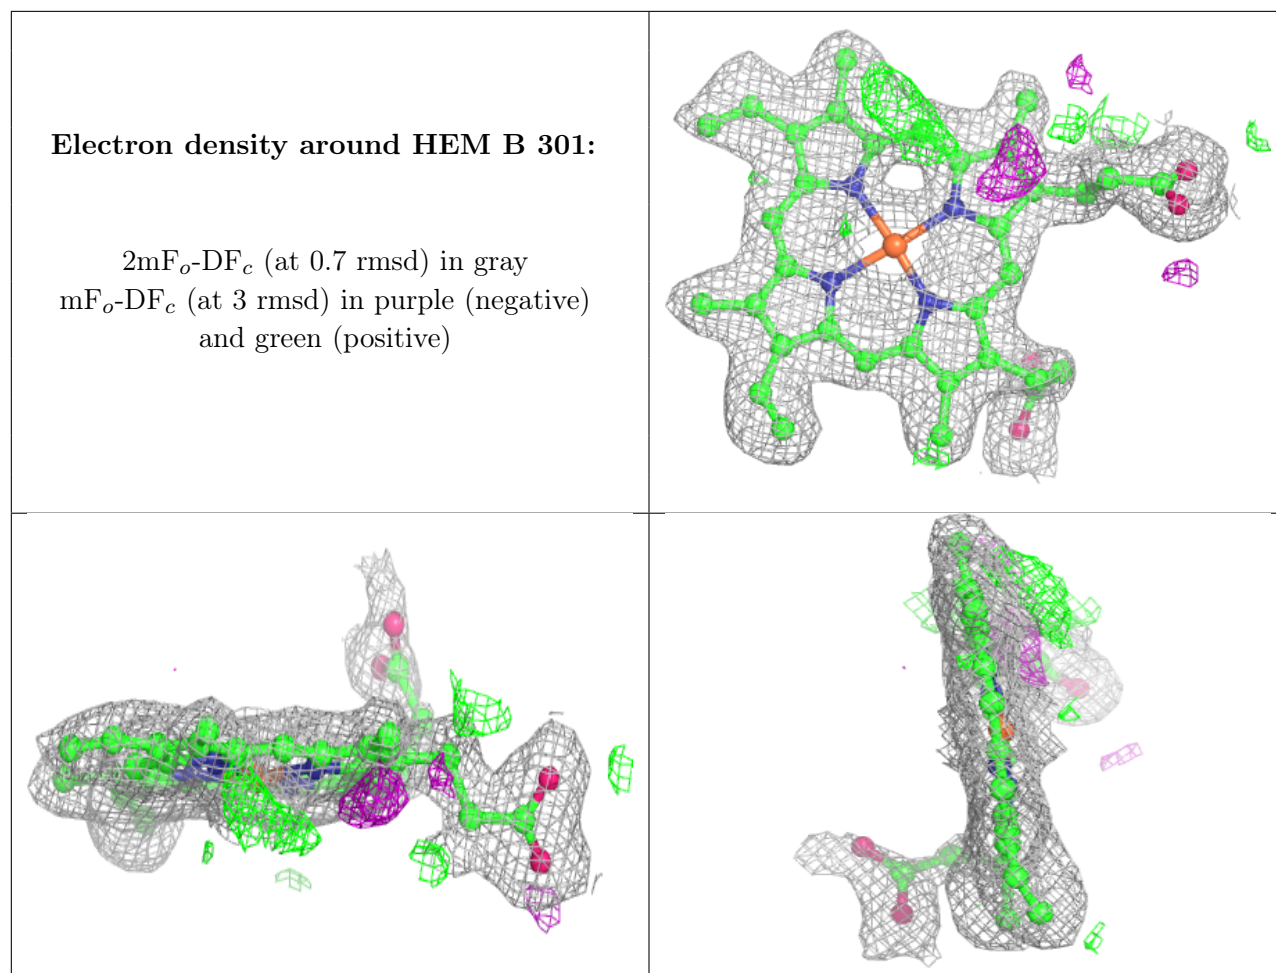 Electron density around HEM B 301:
2mFo-DFc (at 0.7 rmsd) in gray
mFo-DFc (at 3 rmsd) in purple (negative)
and green (positive)